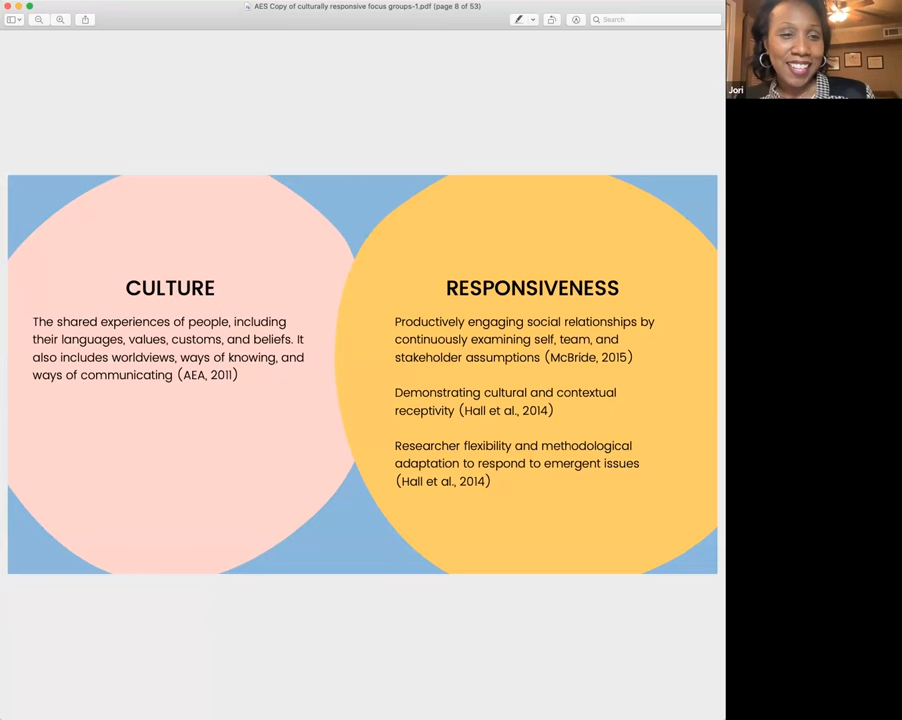 AES Copy of culturally responsive focus groups-1.pdf (page 8 of 53)
Search
Jori
CULTURE
The shared experiences of people, including
their languages, values, customs, and beliefs. It
also includes worldviews, ways of knowing, and
ways of communicating (AEA, 2011)
RESPONSIVENESS
Productively engaging social relationships by
continuously examining self, team, and
stakeholder assumptions (McBride, 2015)
Demonstrating cultural and contextual
receptivity (Hall et al., 2014)
Researcher flexibility and methodological
adaptation to respond to emergent issues
(Hall et al., 2014)